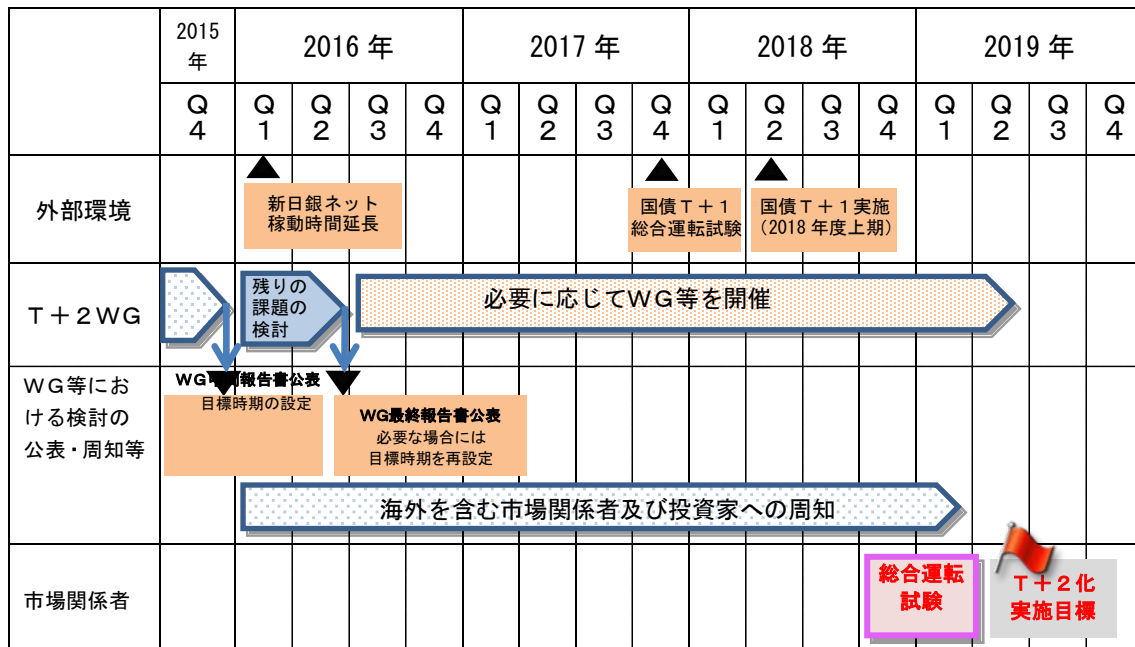 2015
年
2016 年
2017 年
2018 年
2019 年
Q
4
Q
1
Q
2
Q
3
Q
4
Q
1
Q
2
Q
3
Q
4
Q
1
Q
2
Q
3
Q
4
Q
1
Q
2
Q
3
Q
4
外部環境
新日銀ネット
稼動時間延長
国債T+1
総合運転試験
国債T+1実施
(2018 年度上期)
T+2WG
残りの
課題の
検討
必要に応じてWG等を開催
WG等にお
ける検討の
公表・周知等
WG 報告書公表
目標時期の設定
WG最終報告書公表
必要な場合には
目標時期を再設定
海外を含む市場関係者及び投資家への周知
市場関係者
総合運転
試験
T+2化
実施目標